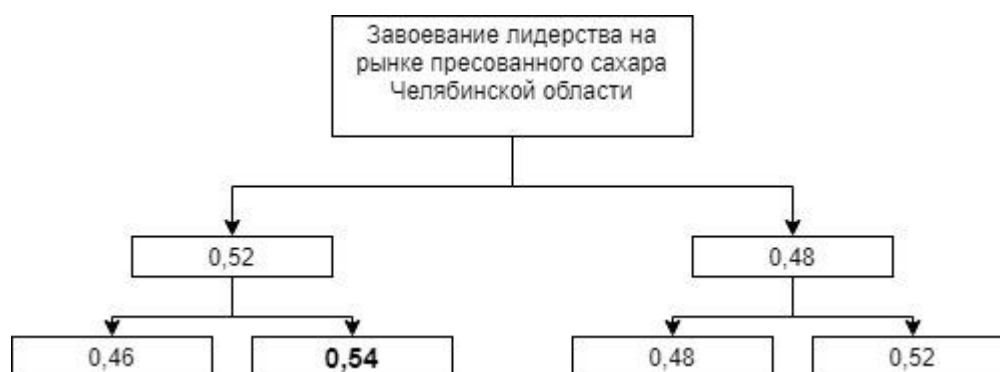 Завоевание лидерства на
рынке пресованного сахара
Челябинской области
0,52
0,48
0,46
0,54
0,48
0,52